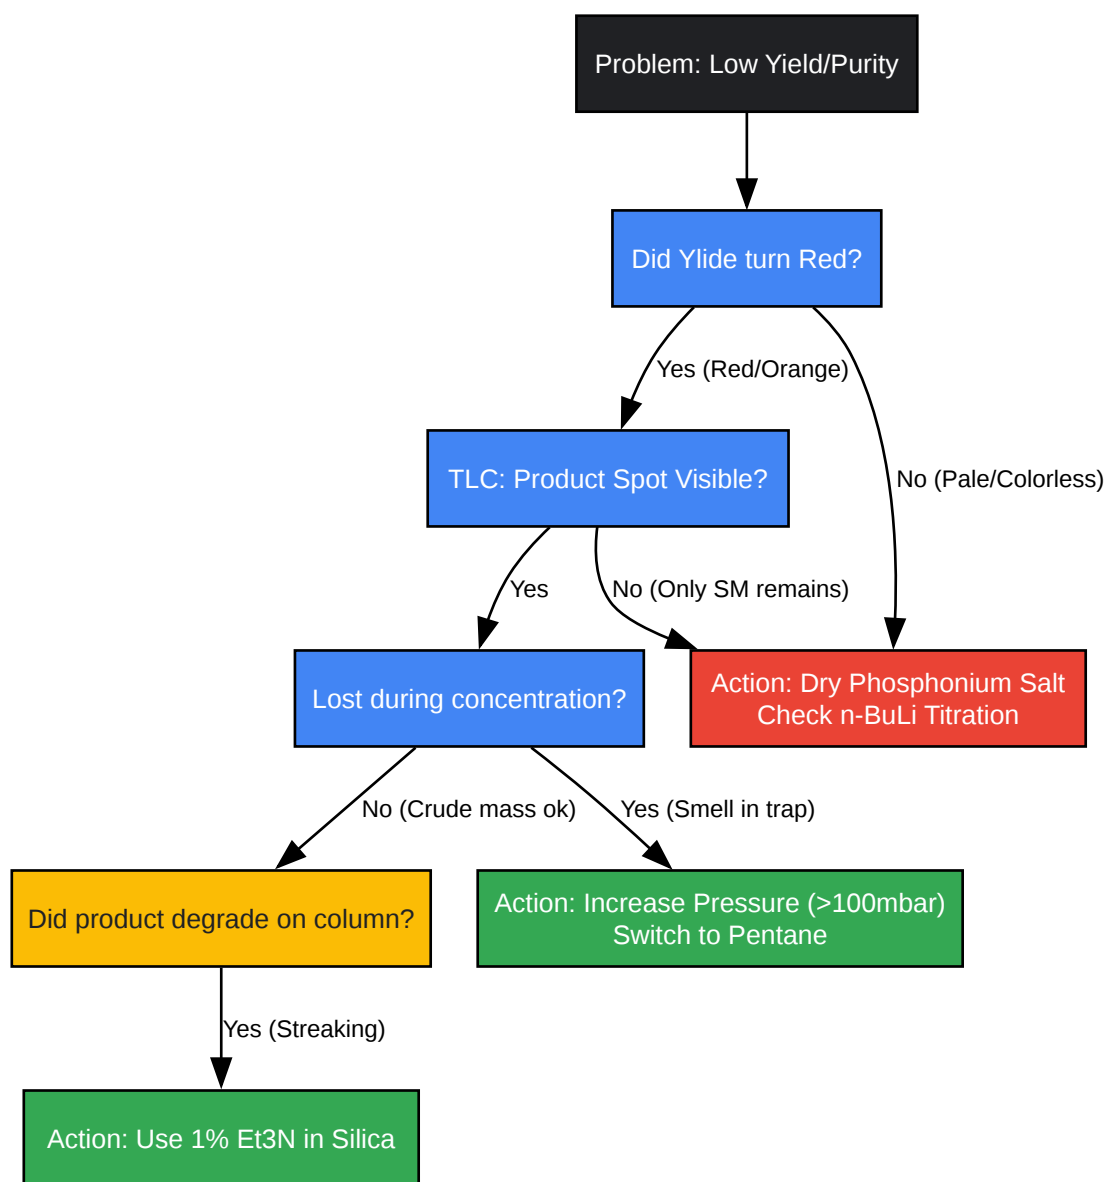 Problem: Low Yield/Purity
Did Ylide turn Red?
Yes (Red/Orange)
TLC: Product Spot Visible?
No (Pale/Colorless)
Yes
No (Only SM remains)
Lost during concentration?
Action: Dry Phosphonium Salt
Check n-BuLi Titration
No (Crude mass ok)
Yes (Smell in trap)
Did product degrade on column?
Action: Increase Pressure (>100mbar)
Switch to Pentane
Yes (Streaking)
Action: Use 1% Et3N in Silica